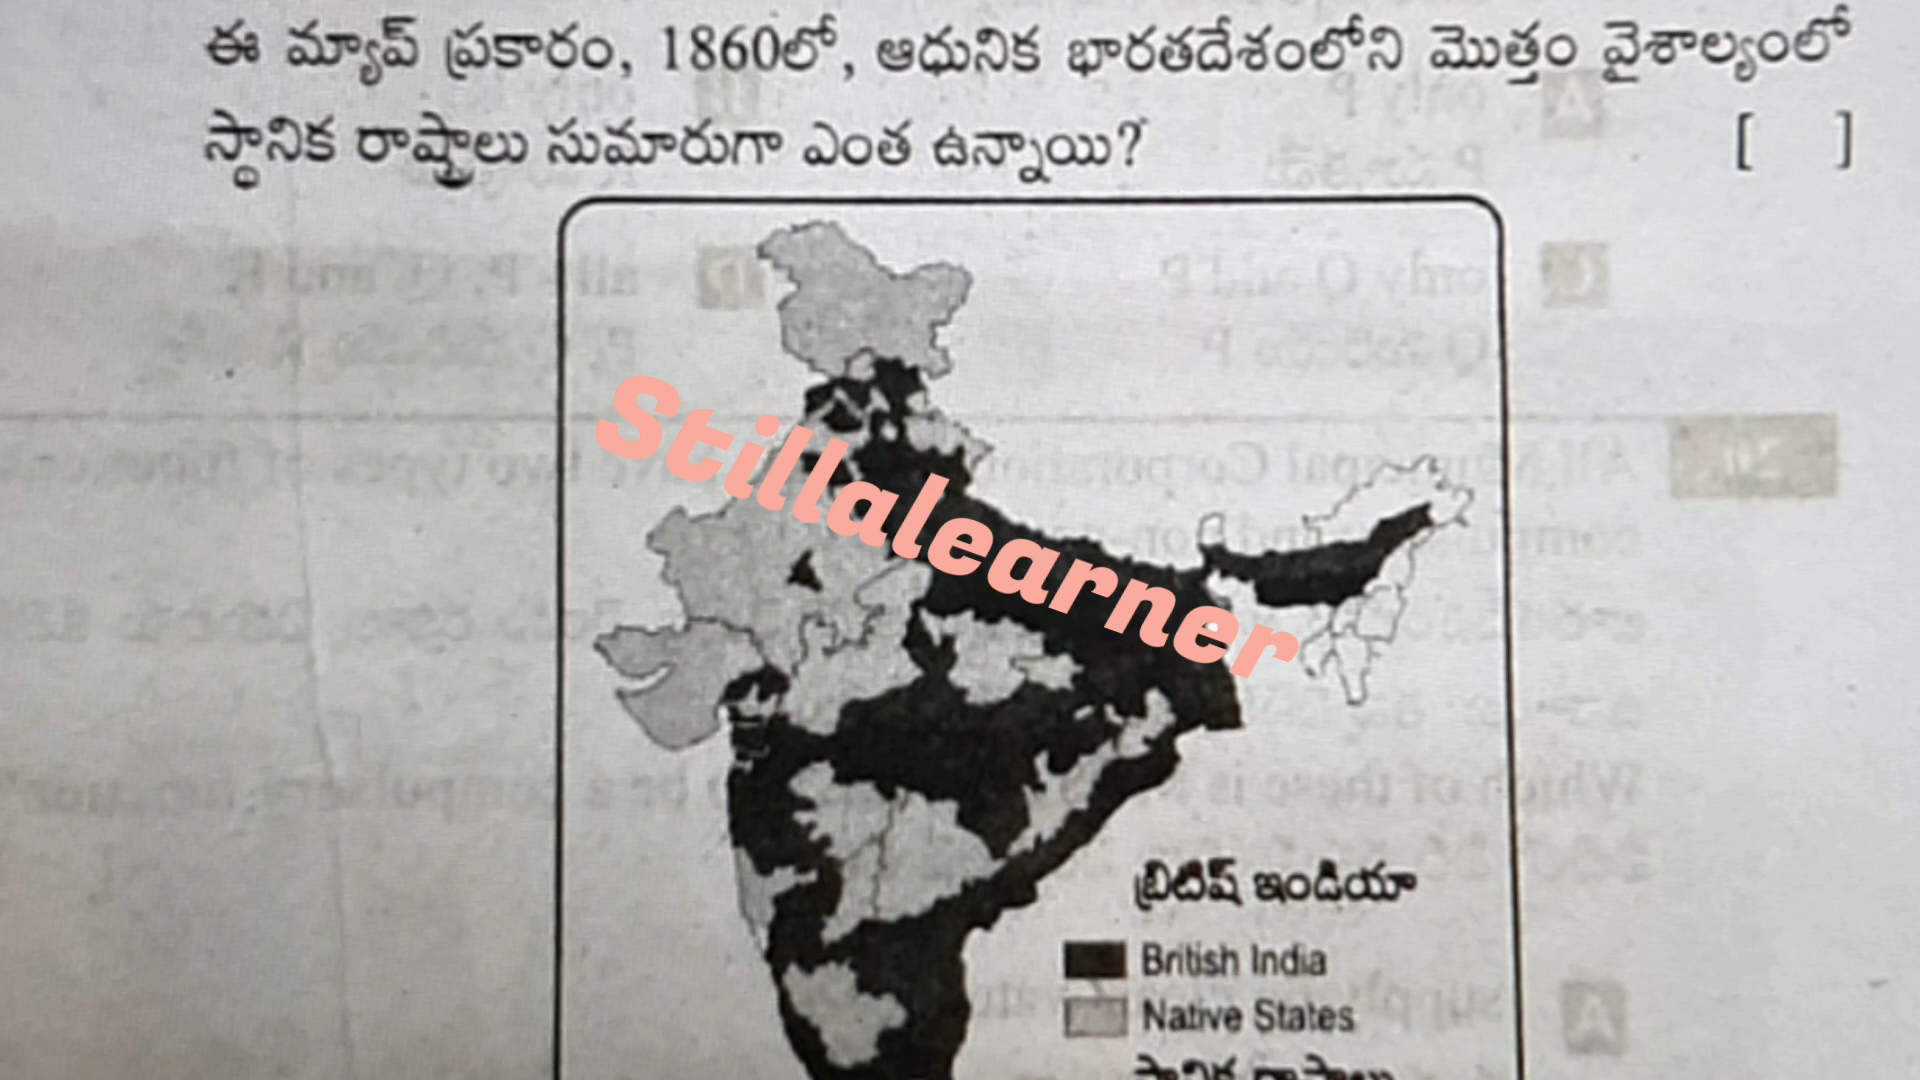 ఈ మ్యాప్ ప్రకారం, 1860లో, ఆధునిక భారతదేశంలోని మొత్తం వైశాల్యంలో
స్థానిక రాష్ట్రాలు సుమారుగా ఎంత ఉన్నాయి? [ ]
Stillalearner
బ్రిటిష్ ఇండియా
British India
Native States
స్థానిక రాష్ట్రాలు